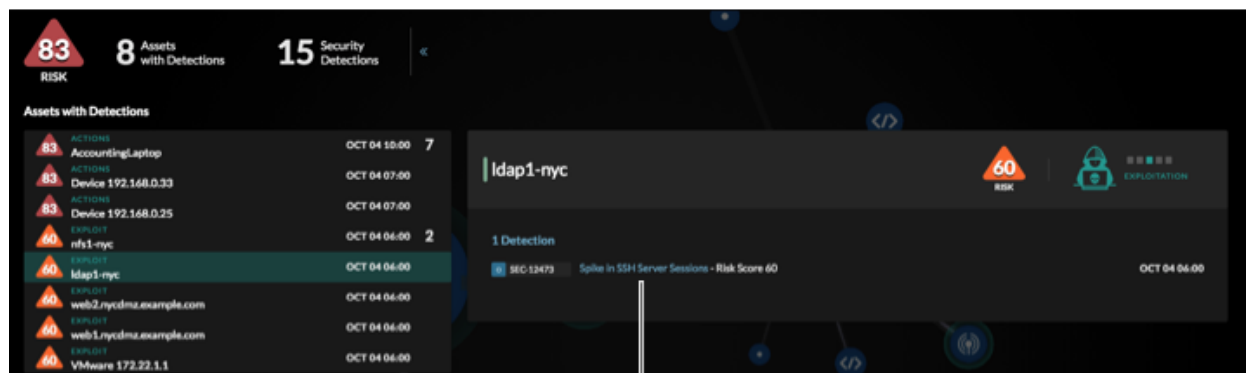 83
RISK
8 Assets with Detections
15 Security Detections
«
Assets with Detections
83 ACTIONS
AccountingLaptop OCT 04 10:00 7
83 ACTIONS
Device 192.168.0.33 OCT 04 07:00
83 ACTIONS
Device 192.168.0.25 OCT 04 07:00
60 EXPLOIT
nfs1-nyc OCT 04 06:00 2
60 EXPLOIT
ldap1-nyc OCT 04 06:00
60 EXPLOIT
web2.nycdmz.example.com OCT 04 06:00
60 EXPLOIT
web1.nycdmz.example.com OCT 04 06:00
60 EXPLOIT
VMware 172.22.1.1 OCT 04 06:00
</>
ldap1-nyc
60
RISK
EXPLOITATION
1 Detection
SEC-12473 Spike in SSH Server Sessions - Risk Score 60 OCT 04 06:00
</>